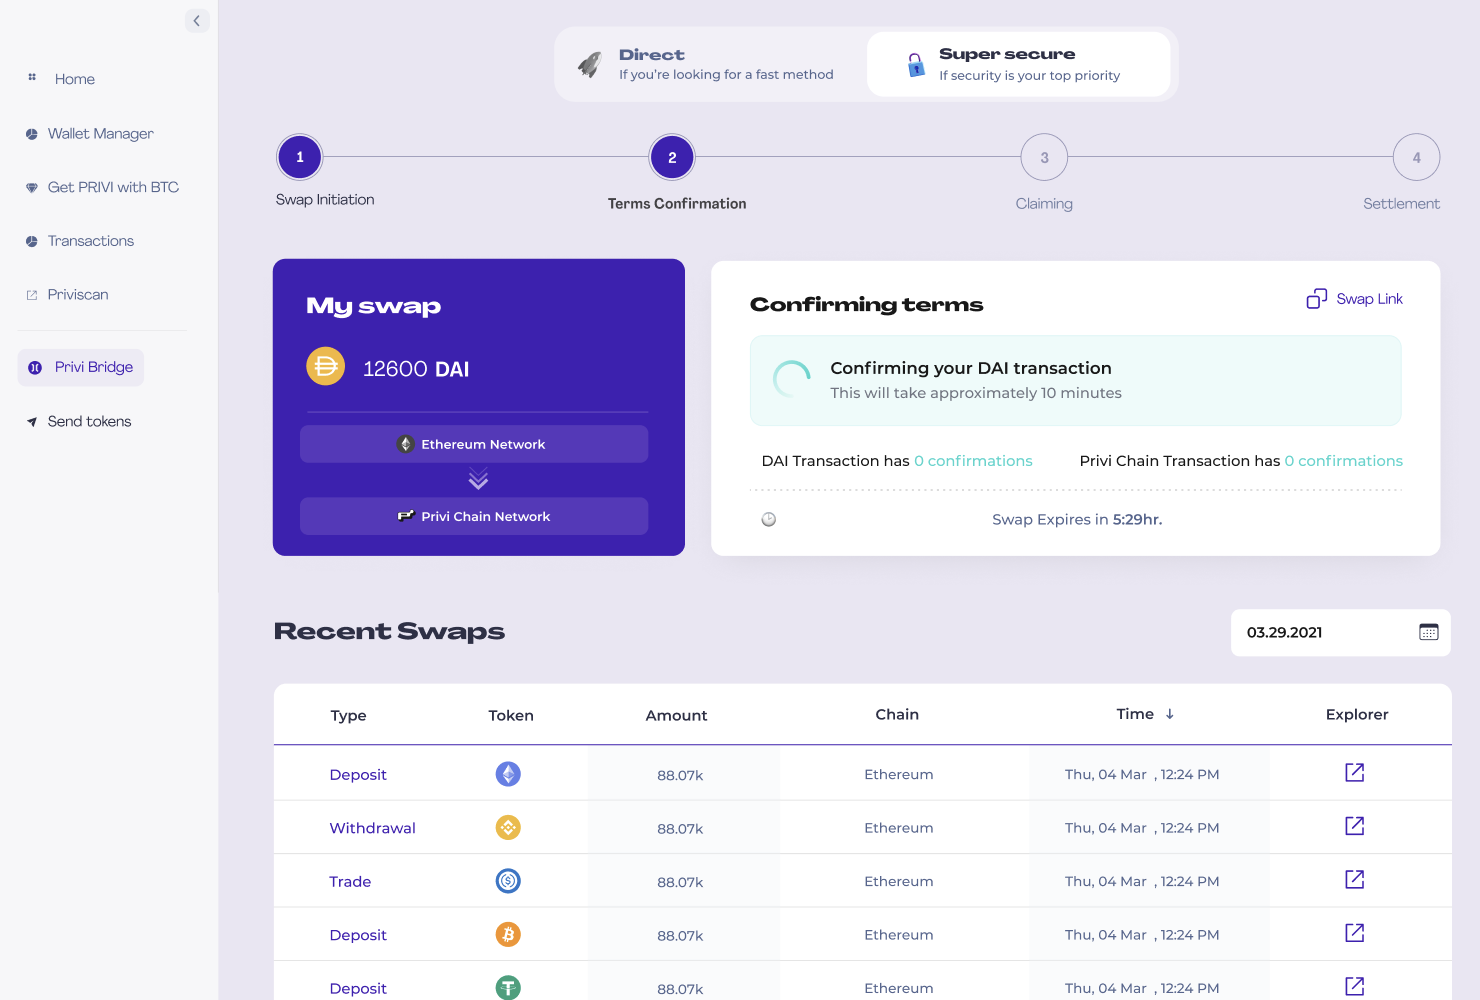 Home
Wallet Manager
Get PRIVI with BTC
Transactions
Priviscan
Privi Bridge
Send tokens
Direct
If you're looking for a fast method
Super secure
If security is your top priority
1
2
3
4
Swap Initiation
Terms Confirmation
Claiming
Settlement
My swap
12600 DAI
Ethereum Network
Privi Chain Network
Confirming terms
Swap Link
Confirming your DAI transaction
This will take approximately 10 minutes
DAI Transaction has 0 confirmations
Privi Chain Transaction has 0 confirmations
Swap Expires in 5:29hr.
Recent Swaps
03.29.2021
Type Token Amount Chain Time Explorer
Deposit 88.07k Ethereum Thu, 04 Mar , 12:24 PM
Withdrawal 88.07k Ethereum Thu, 04 Mar , 12:24 PM
Trade 88.07k Ethereum Thu, 04 Mar , 12:24 PM
Deposit 88.07k Ethereum Thu, 04 Mar , 12:24 PM
Deposit 88.07k Ethereum Thu, 04 Mar , 12:24 PM